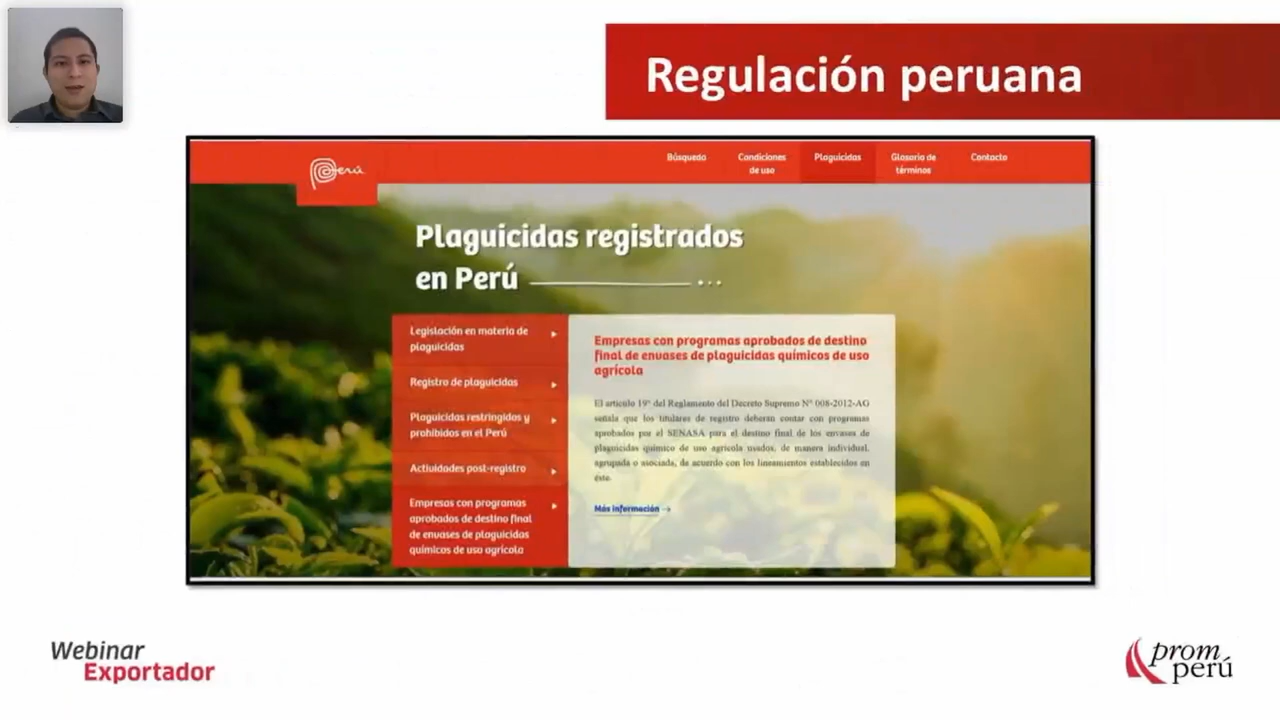 Regulación peruana
Perú
Búsqueda
Condiciones
de uso
Plaguicidas
Glosario de
términos
Contacto
Plaguicidas registrados
en Perú
Legislación en materia de
plaguicidas
Registro de plaguicidas
Plaguicidas restringidos y
prohibidos en el Perú
Actividades post-registro
Empresas con programas
aprobados de destino final
de envases de plaguicidas
químicos de uso agrícola
Empresas con programas aprobados de destino
final de envases de plaguicidas químicos de uso
agrícola
El artículo 19° del Reglamento del Decreto Supremo N° 008-2012-AG
señala que los titulares de registro deberán contar con programas
aprobados por el SENASA para el destino final de los envases de
plaguicidas químico de uso agrícola usados, de manera individual,
agrupada o asociada, de acuerdo con los lineamientos establecidos en
éste.
Más información →
Webinar
Exportador
prom
perú